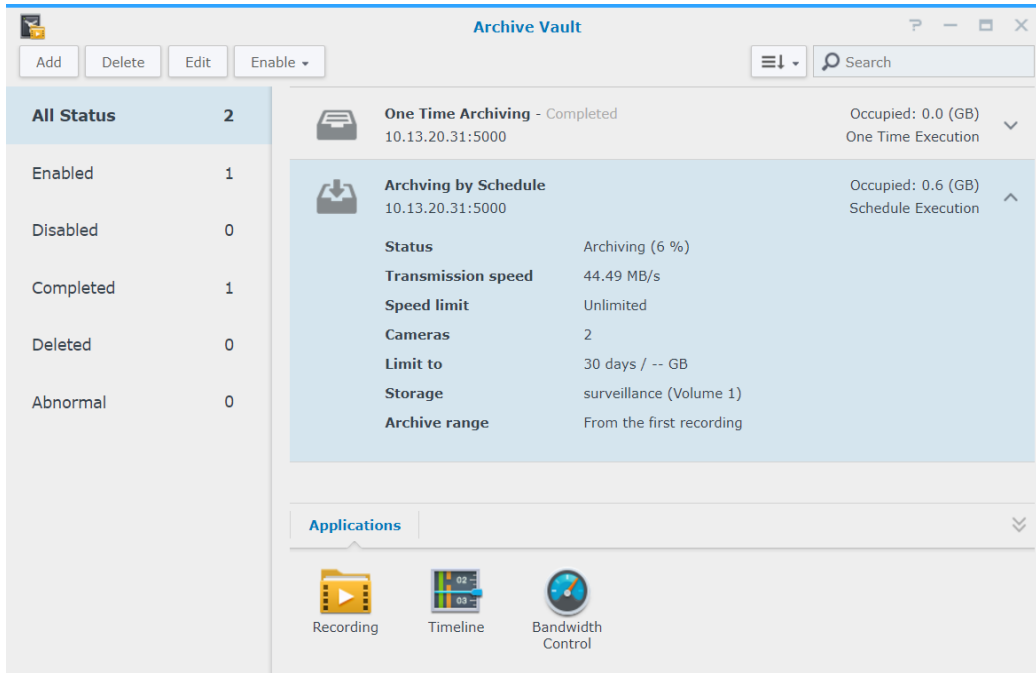 Archive Vault
Add Delete Edit Enable Search
All Status 2
Enabled 1
Disabled 0
Completed 1
Deleted 0
Abnormal 0
One Time Archiving - Completed Occupied: 0.0 (GB)
10.13.20.31:5000 One Time Execution
Archving by Schedule Occupied: 0.6 (GB)
10.13.20.31:5000 Schedule Execution
Status Archiving (6 %)
Transmission speed 44.49 MB/s
Speed limit Unlimited
Cameras 2
Limit to 30 days / -- GB
Storage surveillance (Volume 1)
Archive range From the first recording
Applications
02
03
Recording Timeline Bandwidth
Control